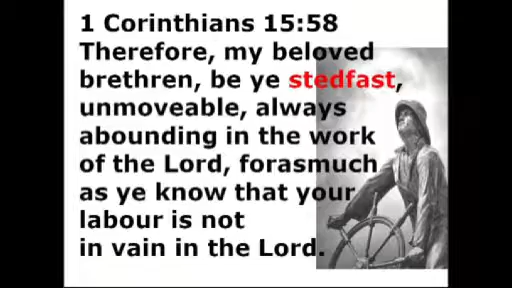 1 Corinthians 15:58
Therefore, my beloved
brethren, be ye stedfast,
unmoveable, always
abounding in the work
of the Lord, forasmuch
as ye know that your
labour is not
in vain in the Lord.